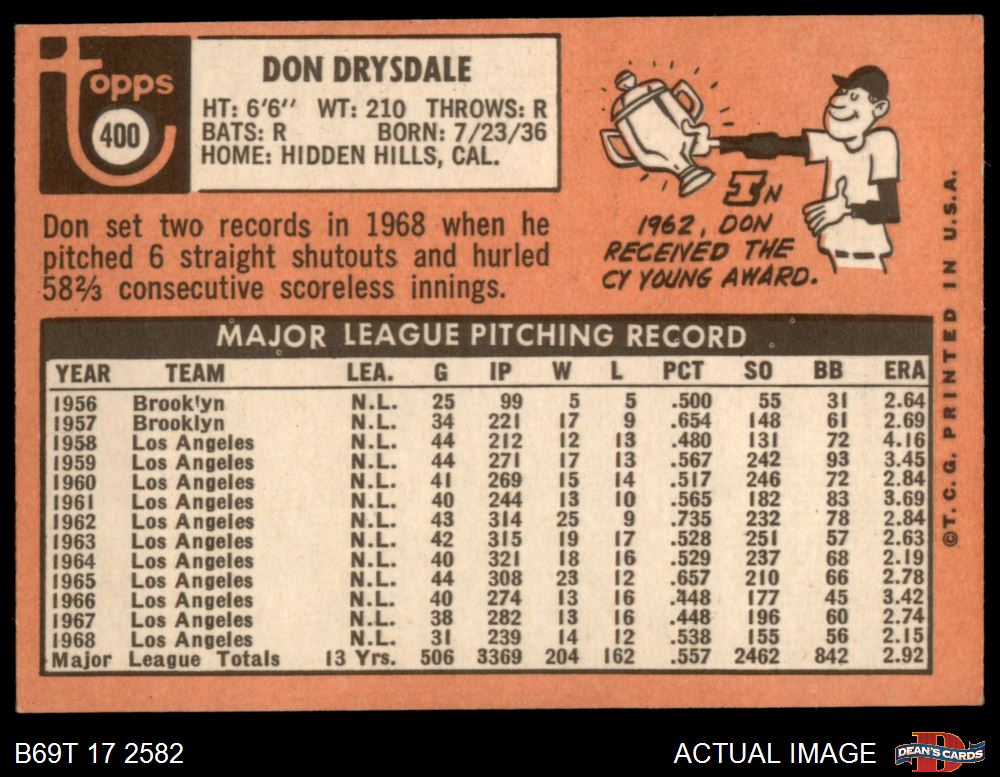 topps
400
DON DRYSDALE
HT: 6'6" WT: 210 THROWS: R
BATS: R BORN: 7/23/36
HOME: HIDDEN HILLS, CAL.
Don set two records in 1968 when he
pitched 6 straight shutouts and hurled
58⅔ consecutive scoreless innings.
IN
1962, DON
RECEIVED THE
CY YOUNG AWARD.
MAJOR LEAGUE PITCHING RECORD
YEAR TEAM LEA. G IP W L PCT SO BB ERA
1956 Brooklyn N.L. 25 99 5 5 .500 55 31 2.64
1957 Brooklyn N.L. 34 221 17 9 .654 148 61 2.69
1958 Los Angeles N.L. 44 212 12 13 .480 131 72 4.16
1959 Los Angeles N.L. 44 271 17 13 .567 242 93 3.45
1960 Los Angeles N.L. 41 269 15 14 .517 246 72 2.84
1961 Los Angeles N.L. 40 244 13 10 .565 182 83 3.69
1962 Los Angeles N.L. 43 314 25 9 .735 232 78 2.84
1963 Los Angeles N.L. 42 315 19 17 .528 251 57 2.63
1964 Los Angeles N.L. 40 321 18 16 .529 237 68 2.19
1965 Los Angeles N.L. 44 308 23 12 .657 210 66 2.78
1966 Los Angeles N.L. 40 274 13 16 .448 177 45 3.42
1967 Los Angeles N.L. 38 282 13 16 .448 196 60 2.74
1968 Los Angeles N.L. 31 239 14 12 .538 155 56 2.15
Major League Totals 13 Yrs. 506 3369 204 162 .557 2462 842 2.92
©T.C.G. PRINTED IN U.S.A.
B69T 17 2582
ACTUAL IMAGE
D
DEAN'S CARDS